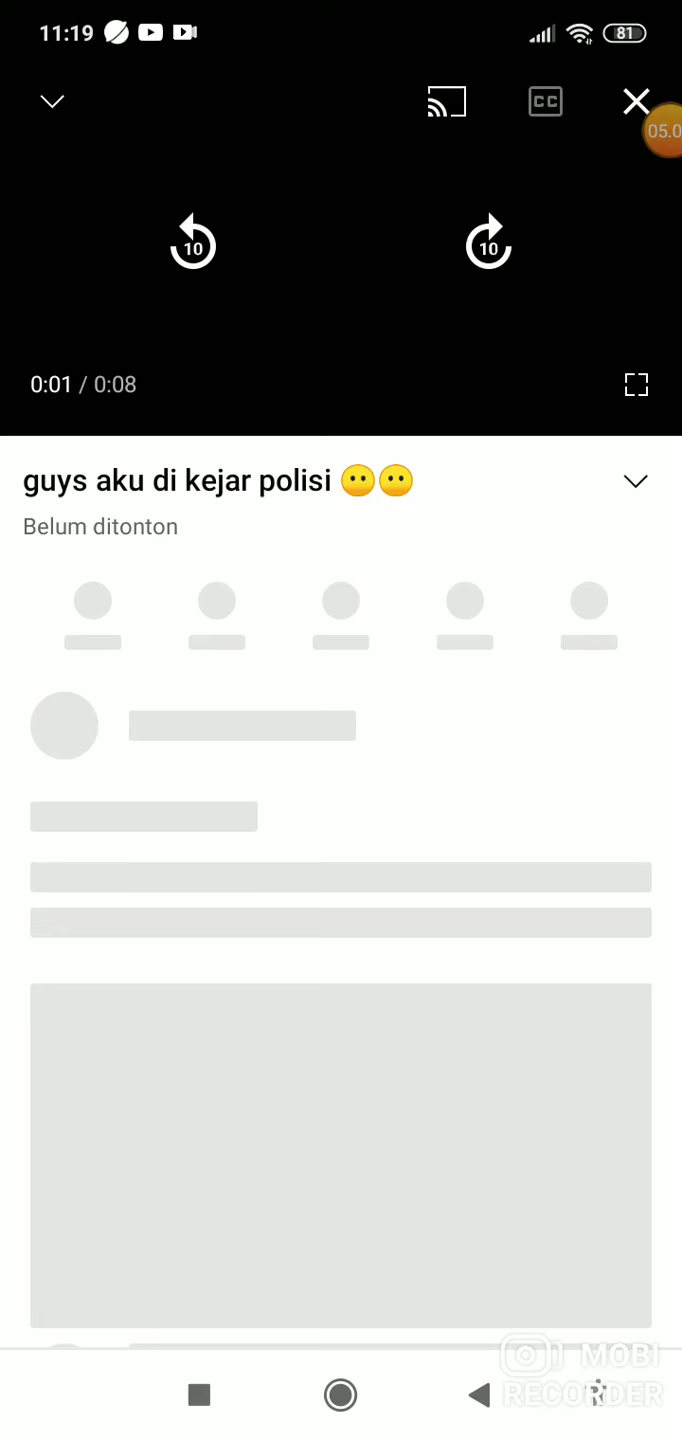 11:19
81
CC
05.0
10
10
0:01 / 0:08
guys aku di kejar polisi 😶😶
Belum ditonton
MOBI
RECORDER